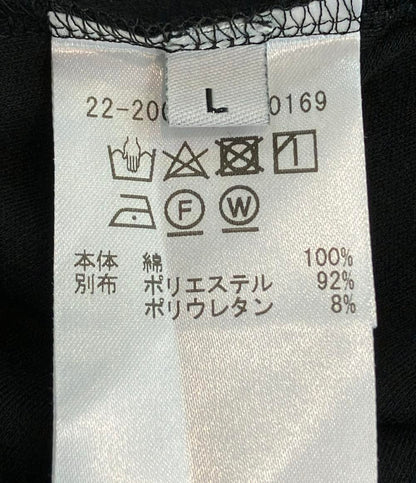 L
22-20 0169
F W
本体 綿 100%
別布 ポリエステル 92%
ポリウレタン 8%